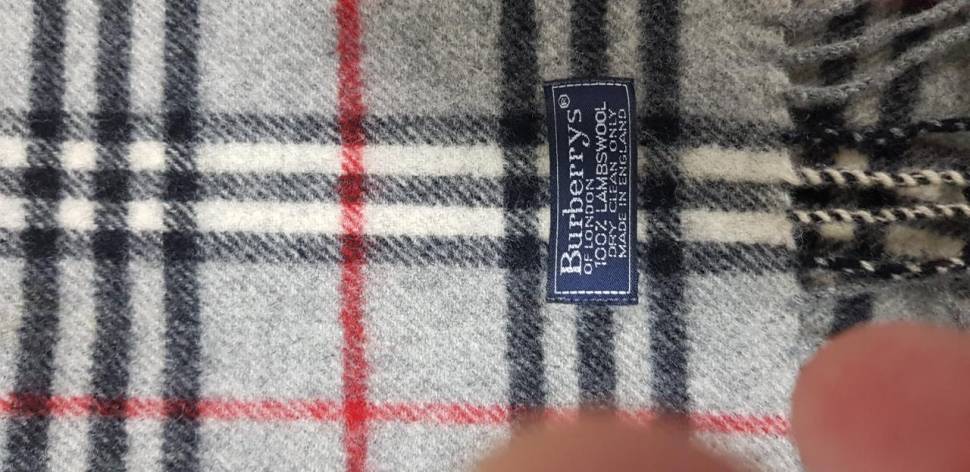 Burberrys®
OF LONDON
100% LAMBSWOOL
DRY CLEAN ONLY
MADE IN ENGLAND